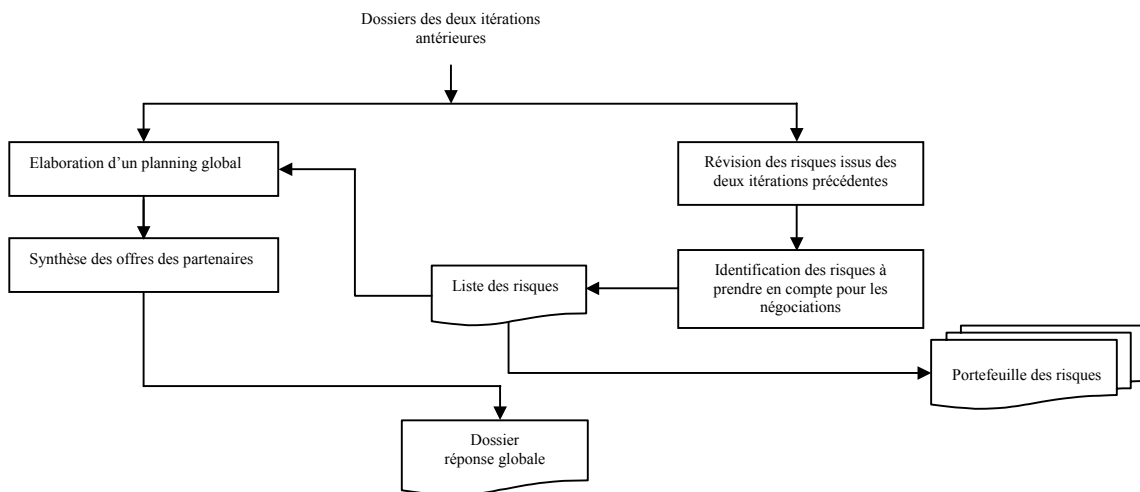 Dossiers des deux itérations
antérieures
Elaboration d'un planning global
Révision des risques issus des
deux itérations précédentes
Synthèse des offres des partenaires
Liste des risques
Identification des risques à
prendre en compte pour les
négociations
Portefeuille des risques
Dossier
réponse globale